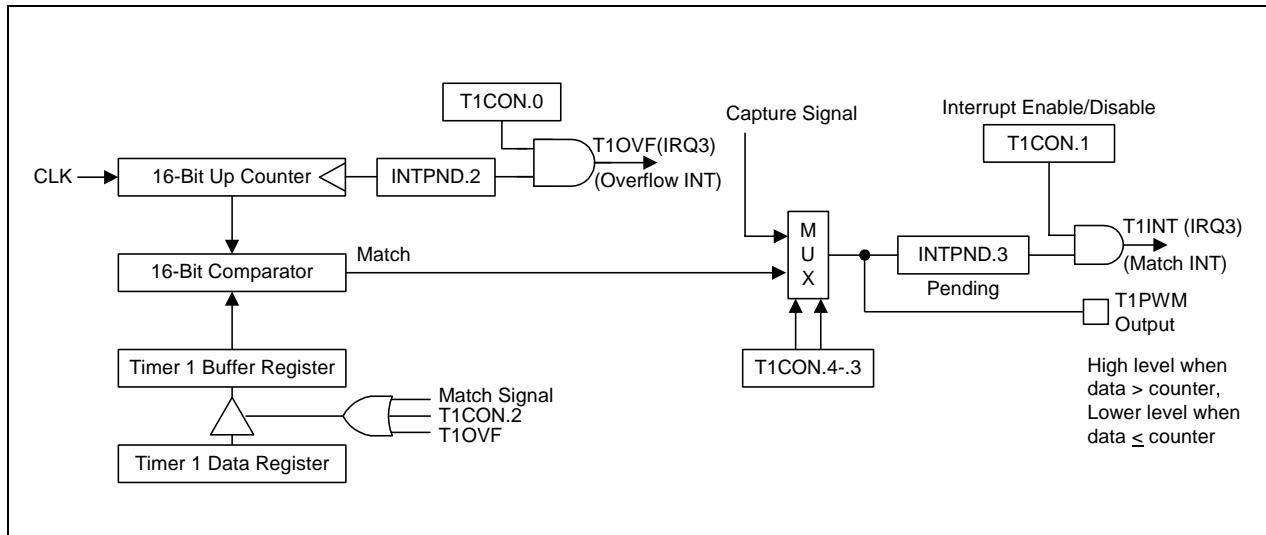 T1CON.0
Capture Signal
Interrupt Enable/Disable
T1CON.1
CLK
16-Bit Up Counter
INTPND.2
T1OVF(IRQ3)
(Overflow INT)
M
U
X
T1INT (IRQ3)
(Match INT)
16-Bit Comparator
Match
INTPND.3
Pending
T1PWM
Output
Timer 1 Buffer Register
T1CON.4-.3
High level when
data > counter,
Lower level when
data ≤ counter
Match Signal
T1CON.2
T1OVF
Timer 1 Data Register